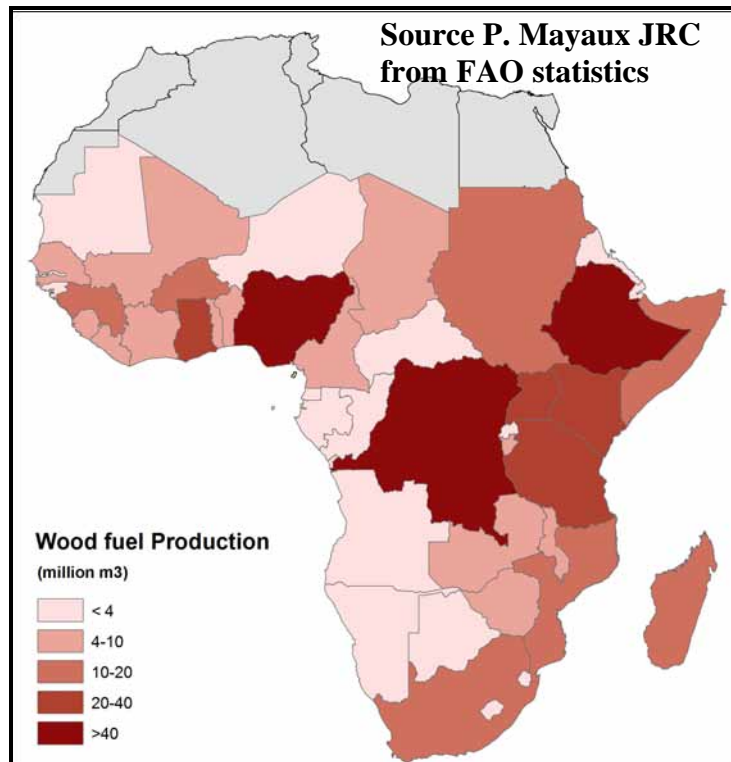 Source P. Mayaux JRC
from FAO statistics
Wood fuel Production
(million m3)
< 4
4-10
10-20
20-40
>40